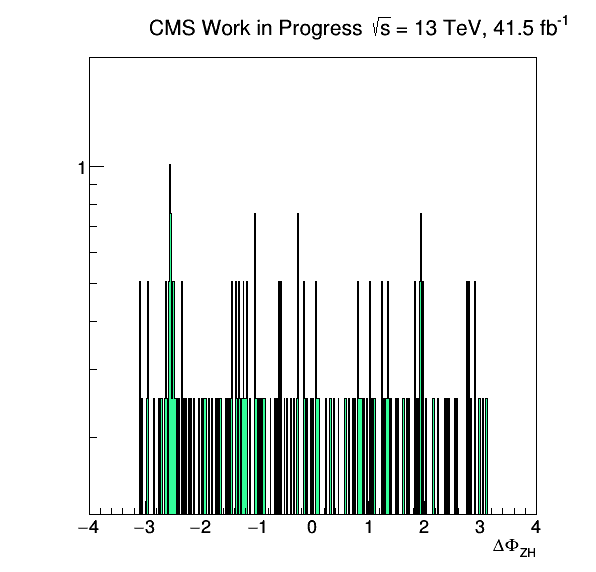 CMS Work in Progress √s = 13 TeV, 41.5 fb⁻¹
1
−4 −3 −2 −1 0 1 2 3 4
ΔΦ_ZH